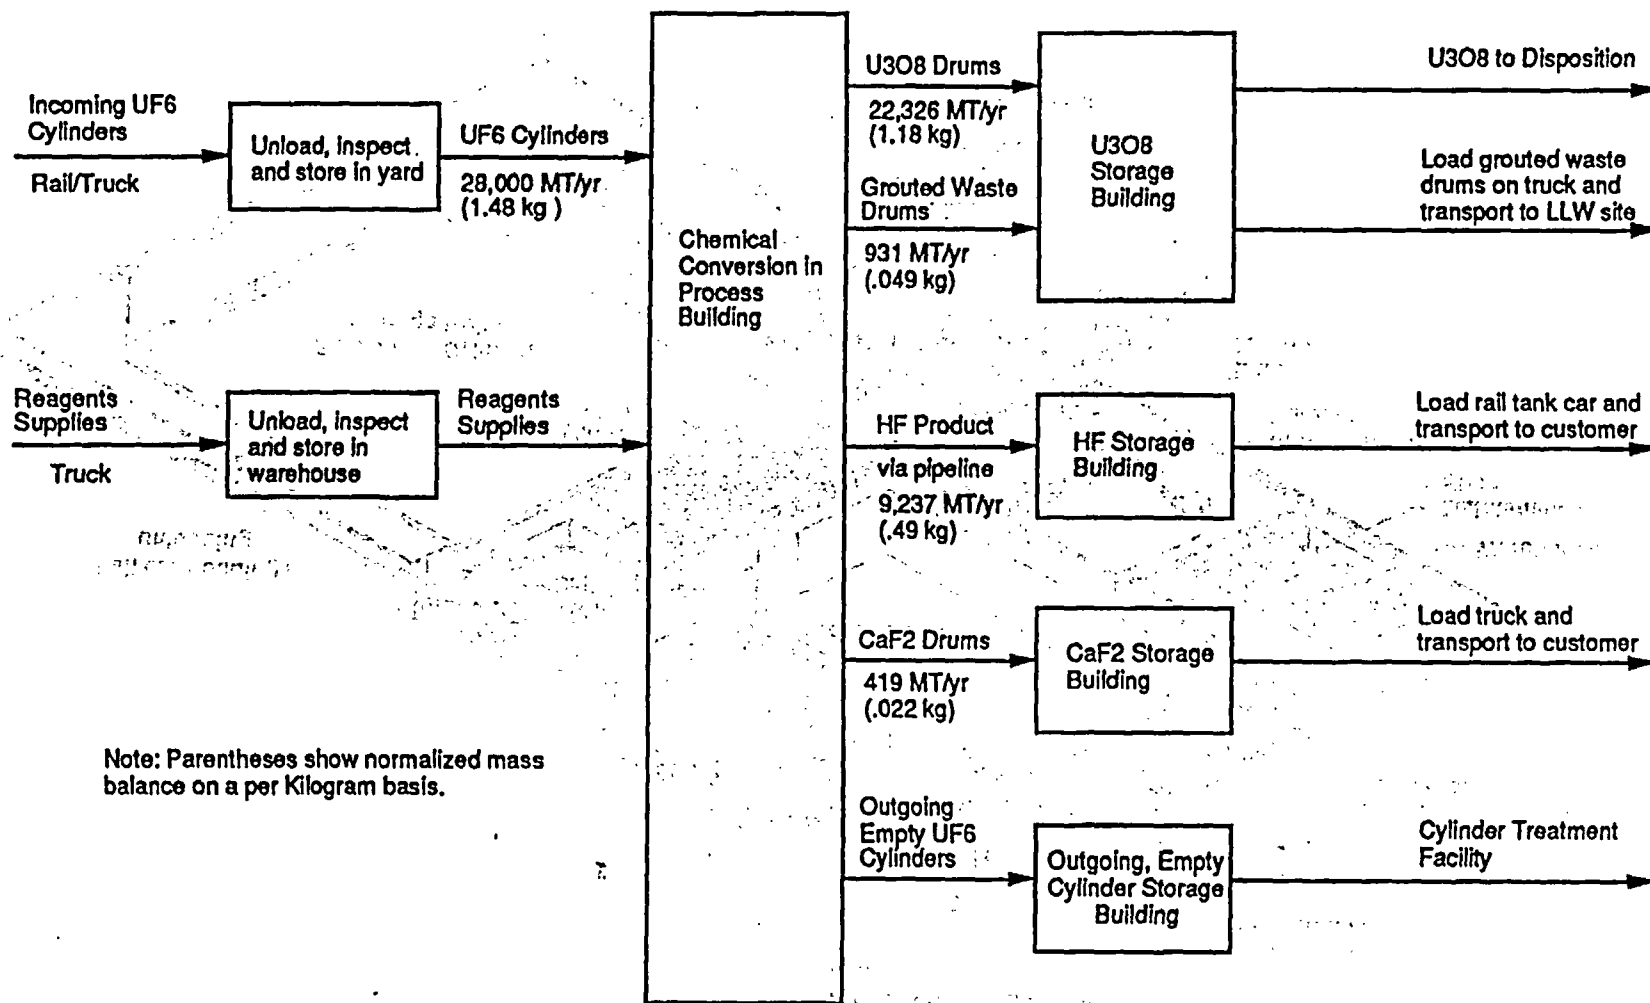 Incoming UF6
Cylinders
Rail/Truck
Unload, inspect
and store in yard
UF6 Cylinders
28,000 MT/yr
(1.48 kg )
Reagents
Supplies
Truck
Unload, inspect
and store in
warehouse
Reagents
Supplies
Chemical
Conversion in
Process
Building
U3O8 Drums
22,326 MT/yr
(1.18 kg)
Grouted Waste
Drums
931 MT/yr
(.049 kg)
U3O8
Storage
Building
U3O8 to Disposition
Load grouted waste
drums on truck and
transport to LLW site
HF Product
via pipeline
9,237 MT/yr
(.49 kg)
HF Storage
Building
Load rail tank car and
transport to customer
CaF2 Drums
419 MT/yr
(.022 kg)
CaF2 Storage
Building
Load truck and
transport to customer
Outgoing
Empty UF6
Cylinders
Outgoing, Empty
Cylinder Storage
Building
Cylinder Treatment
Facility
Note: Parentheses show normalized mass
balance on a per Kilogram basis.